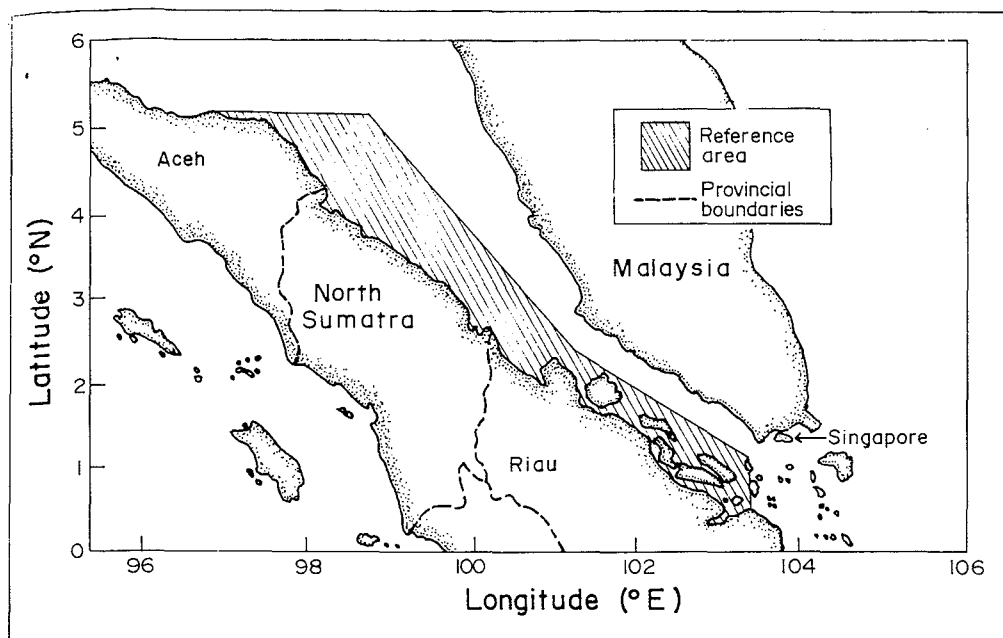 6
5
4
3
2
1
0
Latitude (°N)
Aceh
North
Sumatra
Riau
Malaysia
Singapore
Reference
area
Provincial
boundaries
96
98
100
102
104
106
Longitude (°E)